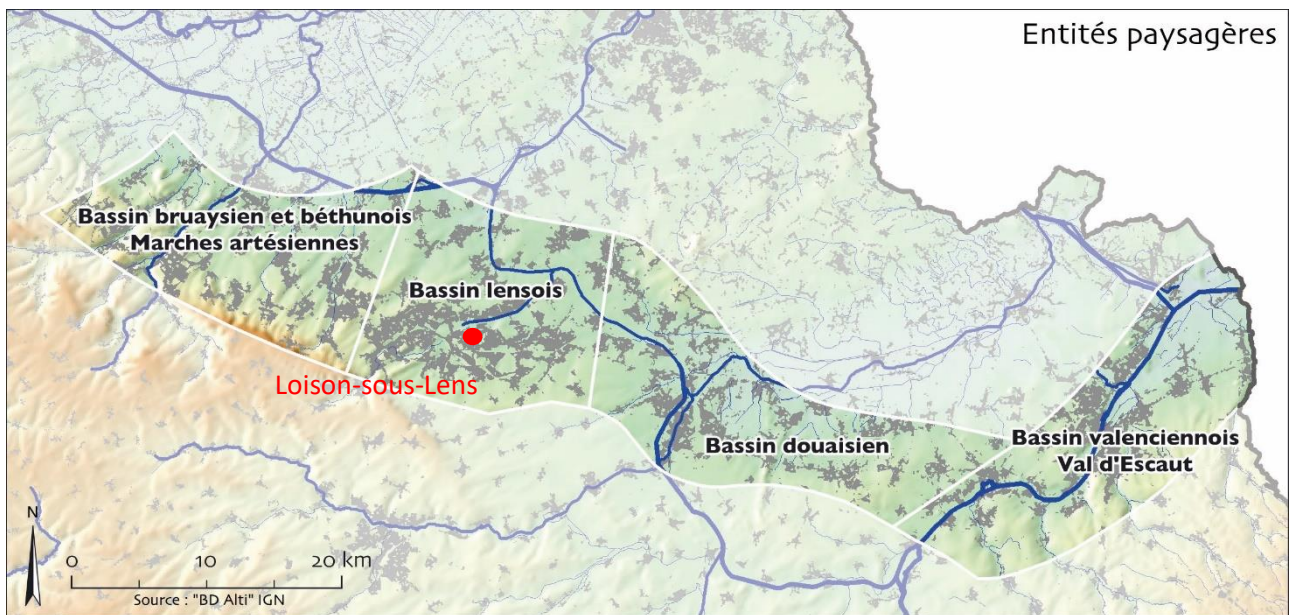 Entités paysagères
Bassin bruaysien et béthunois
Marches artésiennes
Bassin lensois
Loison-sous-Lens
Bassin douaisien
Bassin valenciennois
Val d'Escaut
N
0 10 20 km
Source : "BD Alti" IGN